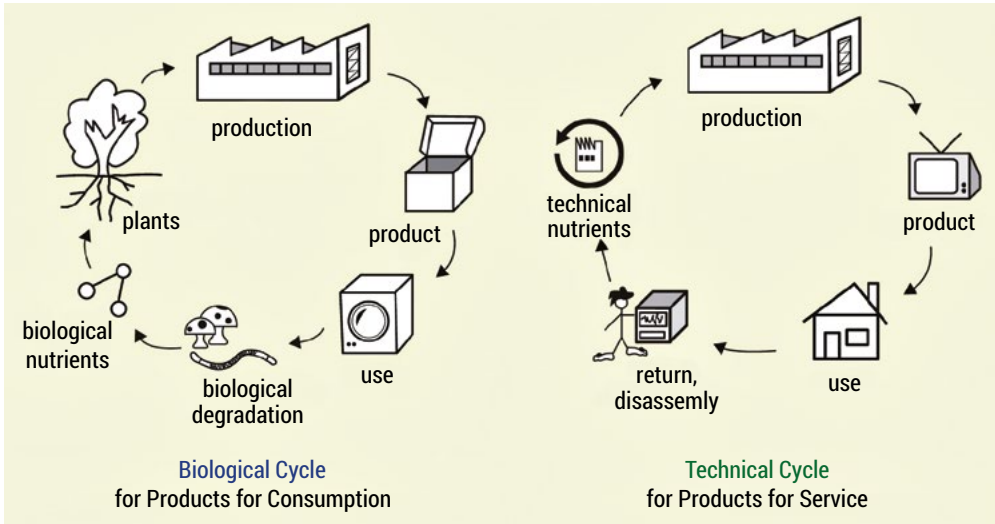 production
plants
product
biological
nutrients
use
biological
degradation
Biological Cycle
for Products for Consumption
production
technical
nutrients
product
return,
disassemly
use
Technical Cycle
for Products for Service